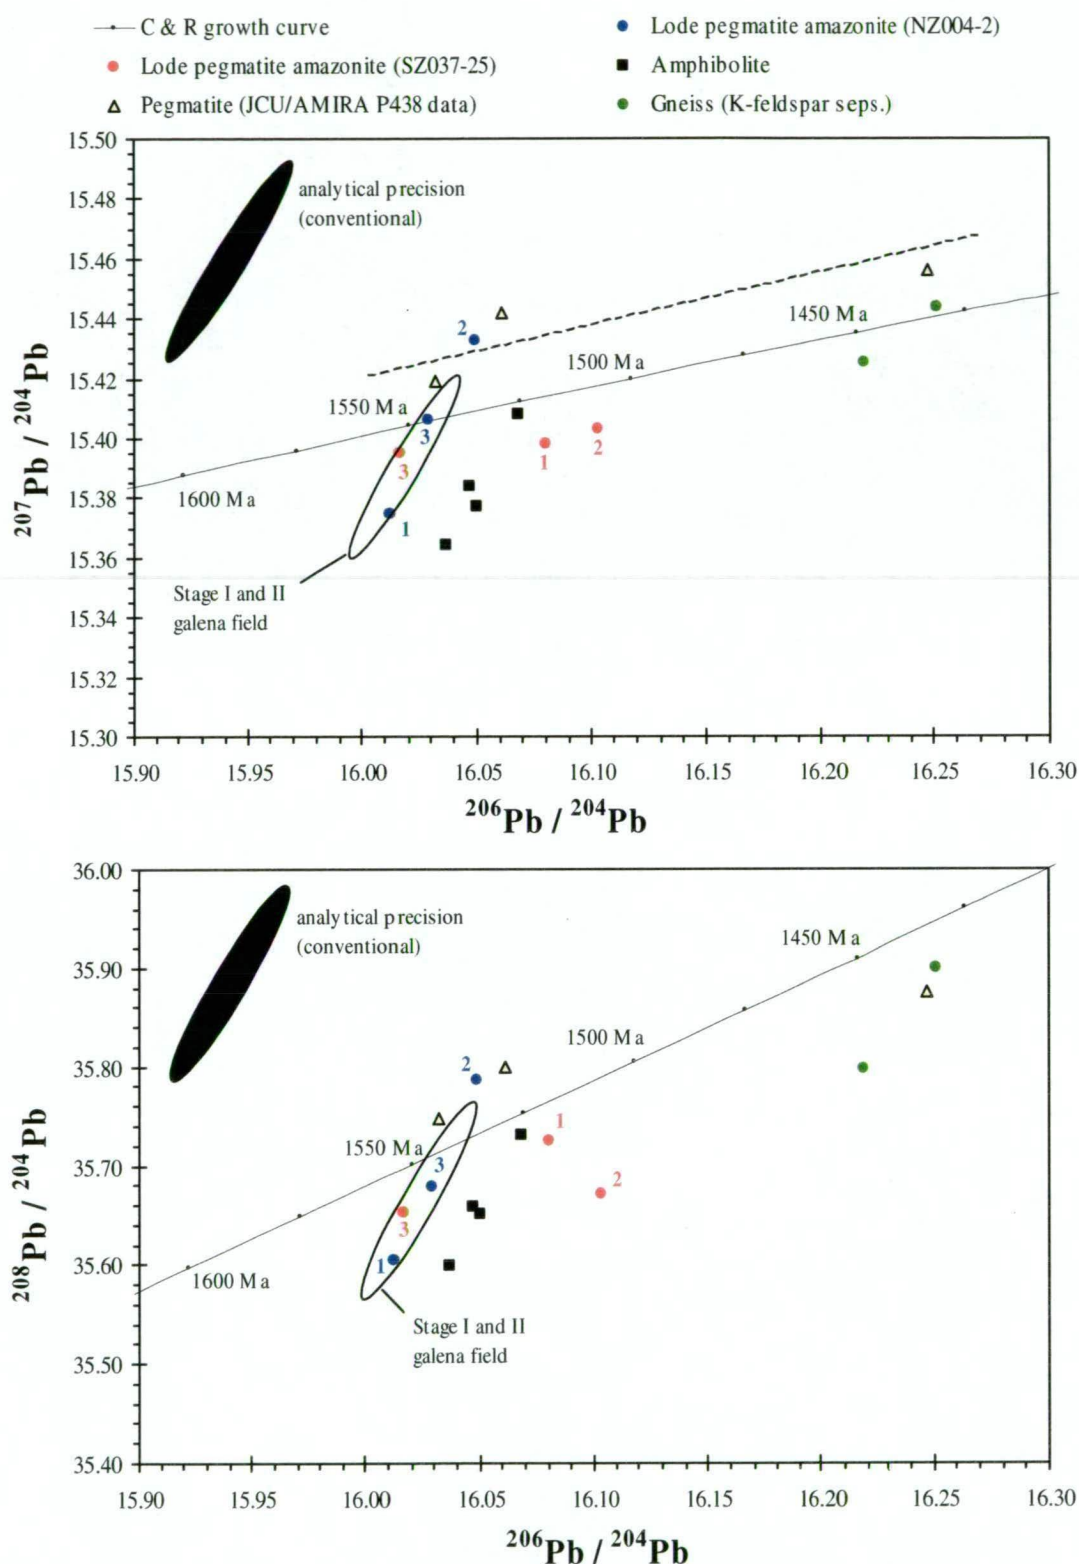 C & R growth curve
Lode pegmatite amazonite (NZ004-2)
Lode pegmatite amazonite (SZ037-25)
Amphibolite
Pegmatite (JCU/AMIRA P438 data)
Gneiss (K-feldspar seps.)
15.50
15.48
15.46
15.44
15.42
15.40
15.38
15.36
15.34
15.32
15.30
207Pb / 204Pb
analytical precision
(conventional)
2
1450 Ma
1500 Ma
1550 Ma
3
3
1
2
1600 Ma
1
Stage I and II
galena field
15.90
15.95
16.00
16.05
16.10
16.15
16.20
16.25
16.30
206Pb / 204Pb
36.00
35.90
35.80
35.70
35.60
35.50
35.40
208Pb / 204Pb
analytical precision
(conventional)
1450 Ma
1500 Ma
2
1
1550 Ma
3
2
3
1
1600 Ma
Stage I and II
galena field
15.90
15.95
16.00
16.05
16.10
16.15
16.20
16.25
16.30
206Pb / 204Pb